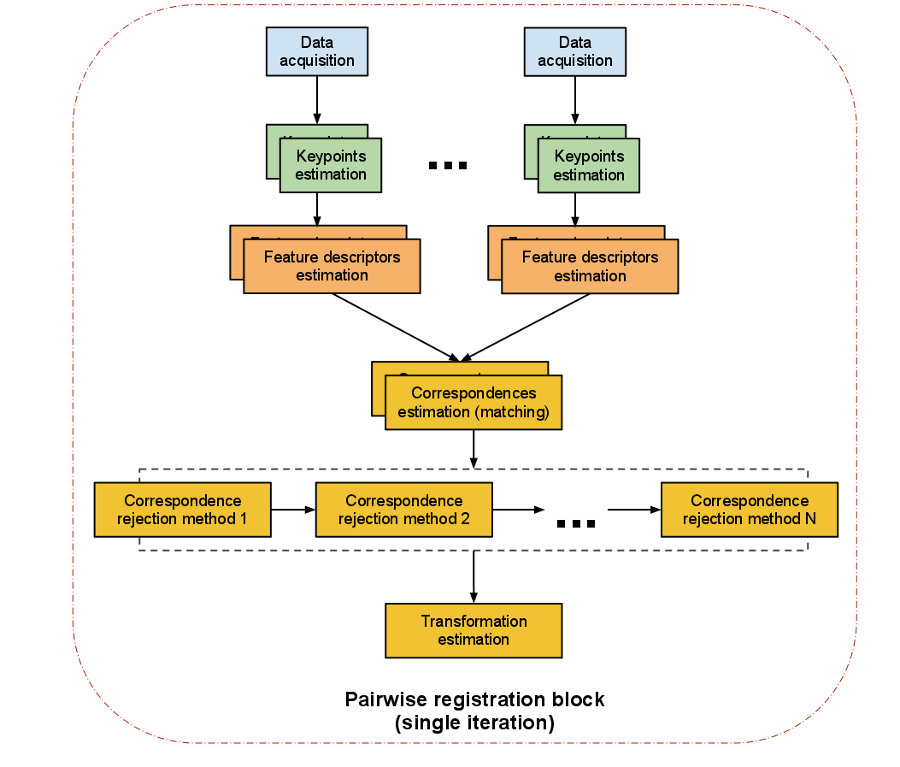 Data
acquisition
Data
acquisition
Keypoints
estimation
Keypoints
estimation
Feature descriptors
estimation
Feature descriptors
estimation
Correspondences
estimation (matching)
Correspondence
rejection method 1
Correspondence
rejection method 2
Correspondence
rejection method N
Transformation
estimation
Pairwise registration block
(single iteration)